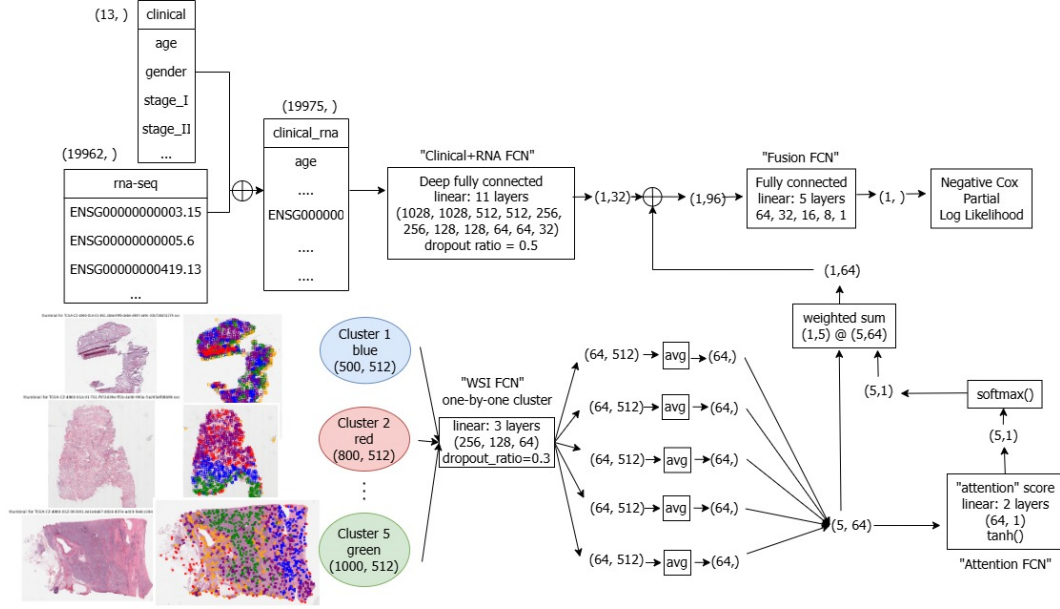 (13, )
clinical
age
gender
stage_I
stage_II
...
(19962, )
rna-seq
ENSG00000000003.15
ENSG00000000005.6
ENSG00000000419.13
...
(19975, )
clinical_rna
age
....
ENSG000000
....
....
"Clinical+RNA FCN"
Deep fully connected
linear: 11 layers
(1028, 1028, 512, 512, 256,
256, 128, 128, 64, 64, 32)
dropout ratio = 0.5
(1,32)
(1,96)
"Fusion FCN"
Fully connected
linear: 5 layers
64, 32, 16, 8, 1
(1, )
Negative Cox
Partial
Log Likelihood
(1,64)
weighted sum
(1,5) @ (5,64)
(5,1)
softmax()
(5,1)
"attention" score
linear: 2 layers
(64, 1)
tanh()
"Attention FCN"
Cluster 1
blue
(500, 512)
Cluster 2
red
(800, 512)
Cluster 5
green
(1000, 512)
"WSI FCN"
one-by-one cluster
linear: 3 layers
(256, 128, 64)
dropout_ratio=0.3
(64, 512)
avg
(64,)
(64, 512)
avg
(64,)
(64, 512)
avg
(64,)
(64, 512)
avg
(64,)
(64, 512)
avg
(64,)
(5, 64)